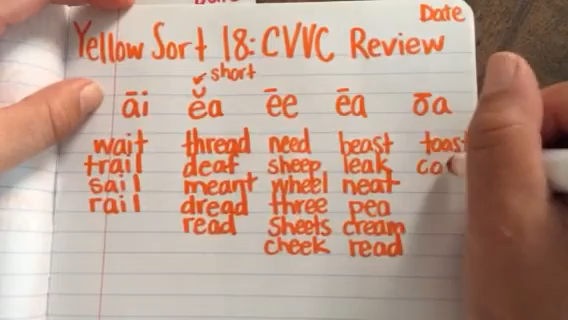 Date
Yellow Sort 18: CVVC Review
short
āi ĕa ēe ēa ōa
wait thread need beast toast
trail deaf sheep leak
sail meant wheel neat
rail dread three pea
read sheets cream
cheek read